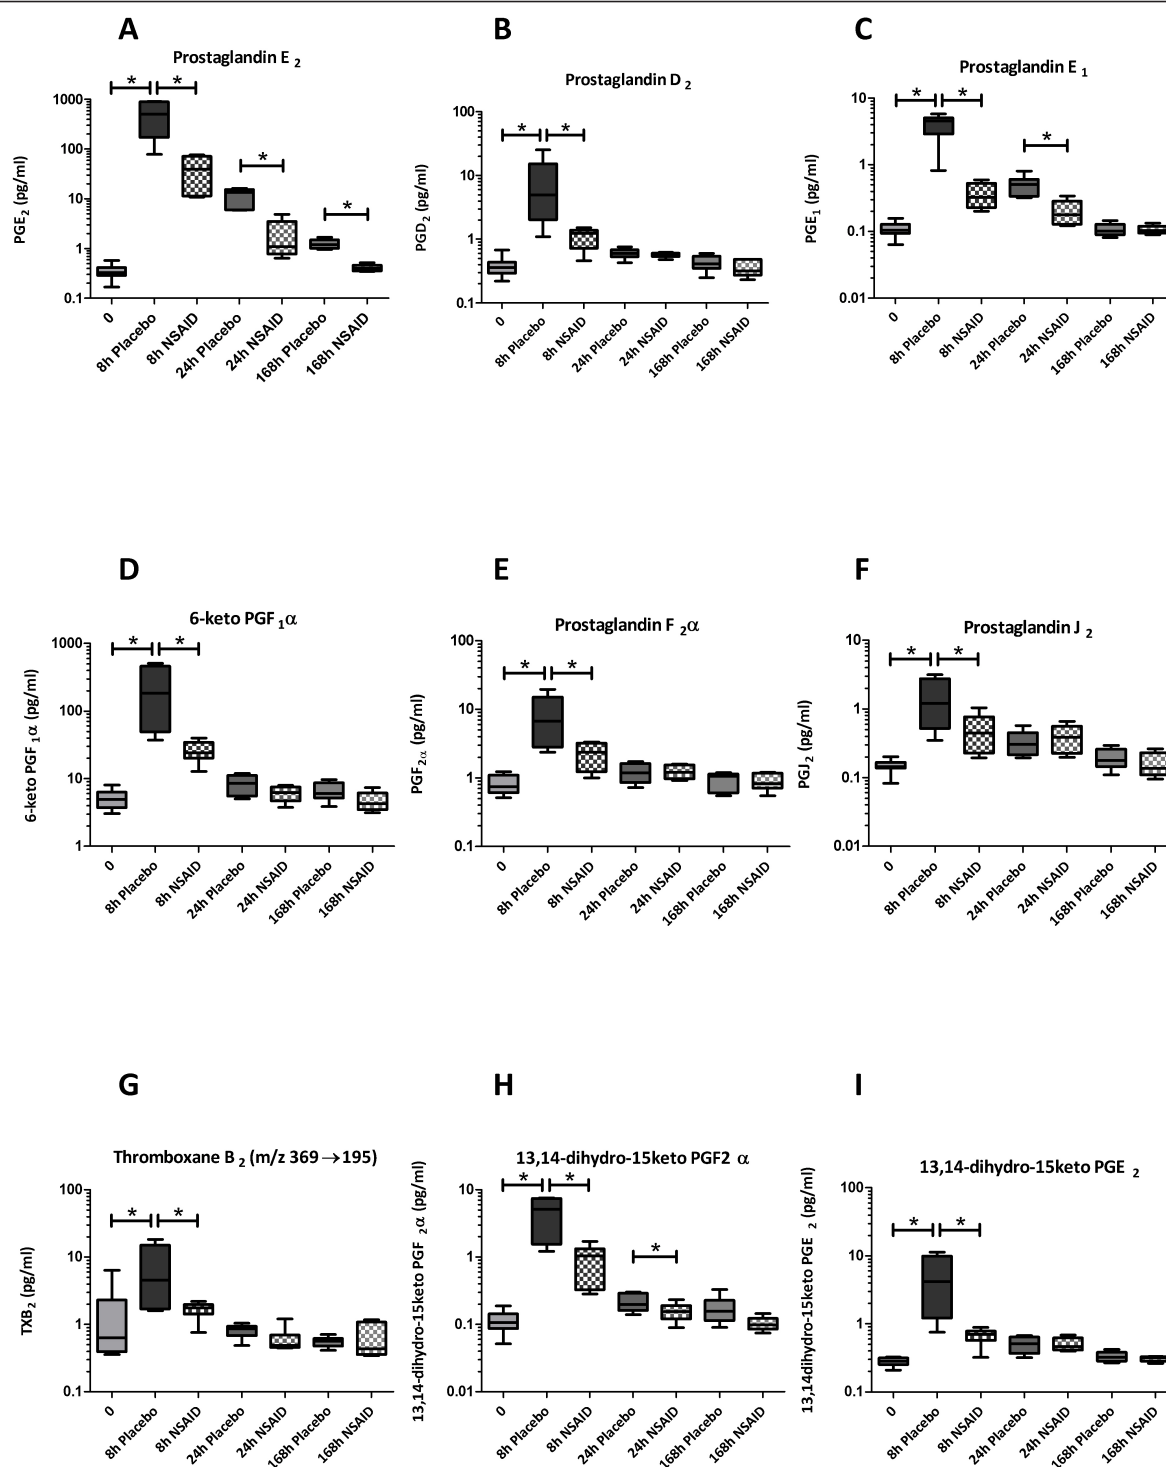 A
Prostaglandin E 2
* *
*
*
PGE2 (pg/ml)
1000
100
10
1
0.1
0
8h Placebo
8h NSAID
24h Placebo
24h NSAID
168h Placebo
168h NSAID
B
Prostaglandin D 2
* *
PGD2 (pg/ml)
100
10
1
0.1
0
8h Placebo
8h NSAID
24h Placebo
24h NSAID
168h Placebo
168h NSAID
C
Prostaglandin E 1
* *
*
PGE1 (pg/ml)
10
1
0.1
0.01
0
8h Placebo
8h NSAID
24h Placebo
24h NSAID
168h Placebo
168h NSAID
D
6-keto PGF 1α
* *
6-keto PGF 1α (pg/ml)
1000
100
10
1
0
8h Placebo
8h NSAID
24h Placebo
24h NSAID
168h Placebo
168h NSAID
E
Prostaglandin F 2α
* *
PGF2α (pg/ml)
100
10
1
0.1
0
8h Placebo
8h NSAID
24h Placebo
24h NSAID
168h Placebo
168h NSAID
F
Prostaglandin J 2
* *
PGJ2 (pg/ml)
10
1
0.1
0.01
0
8h Placebo
8h NSAID
24h Placebo
24h NSAID
168h Placebo
168h NSAID
G
Thromboxane B 2 (m/z 369→195)
* *
TXB2 (pg/ml)
100
10
1
0.1
0
8h Placebo
8h NSAID
24h Placebo
24h NSAID
168h Placebo
168h NSAID
H
13,14-dihydro-15keto PGF2 α
* *
*
13,14-dihydro-15keto PGF 2α (pg/ml)
10
1
0.1
0.01
0
8h Placebo
8h NSAID
24h Placebo
24h NSAID
168h Placebo
168h NSAID
I
13,14-dihydro-15keto PGE 2
* *
13,14dihydro-15keto PGE 2 (pg/ml)
100
10
1
0.1
0
8h Placebo
8h NSAID
24h Placebo
24h NSAID
168h Placebo
168h NSAID